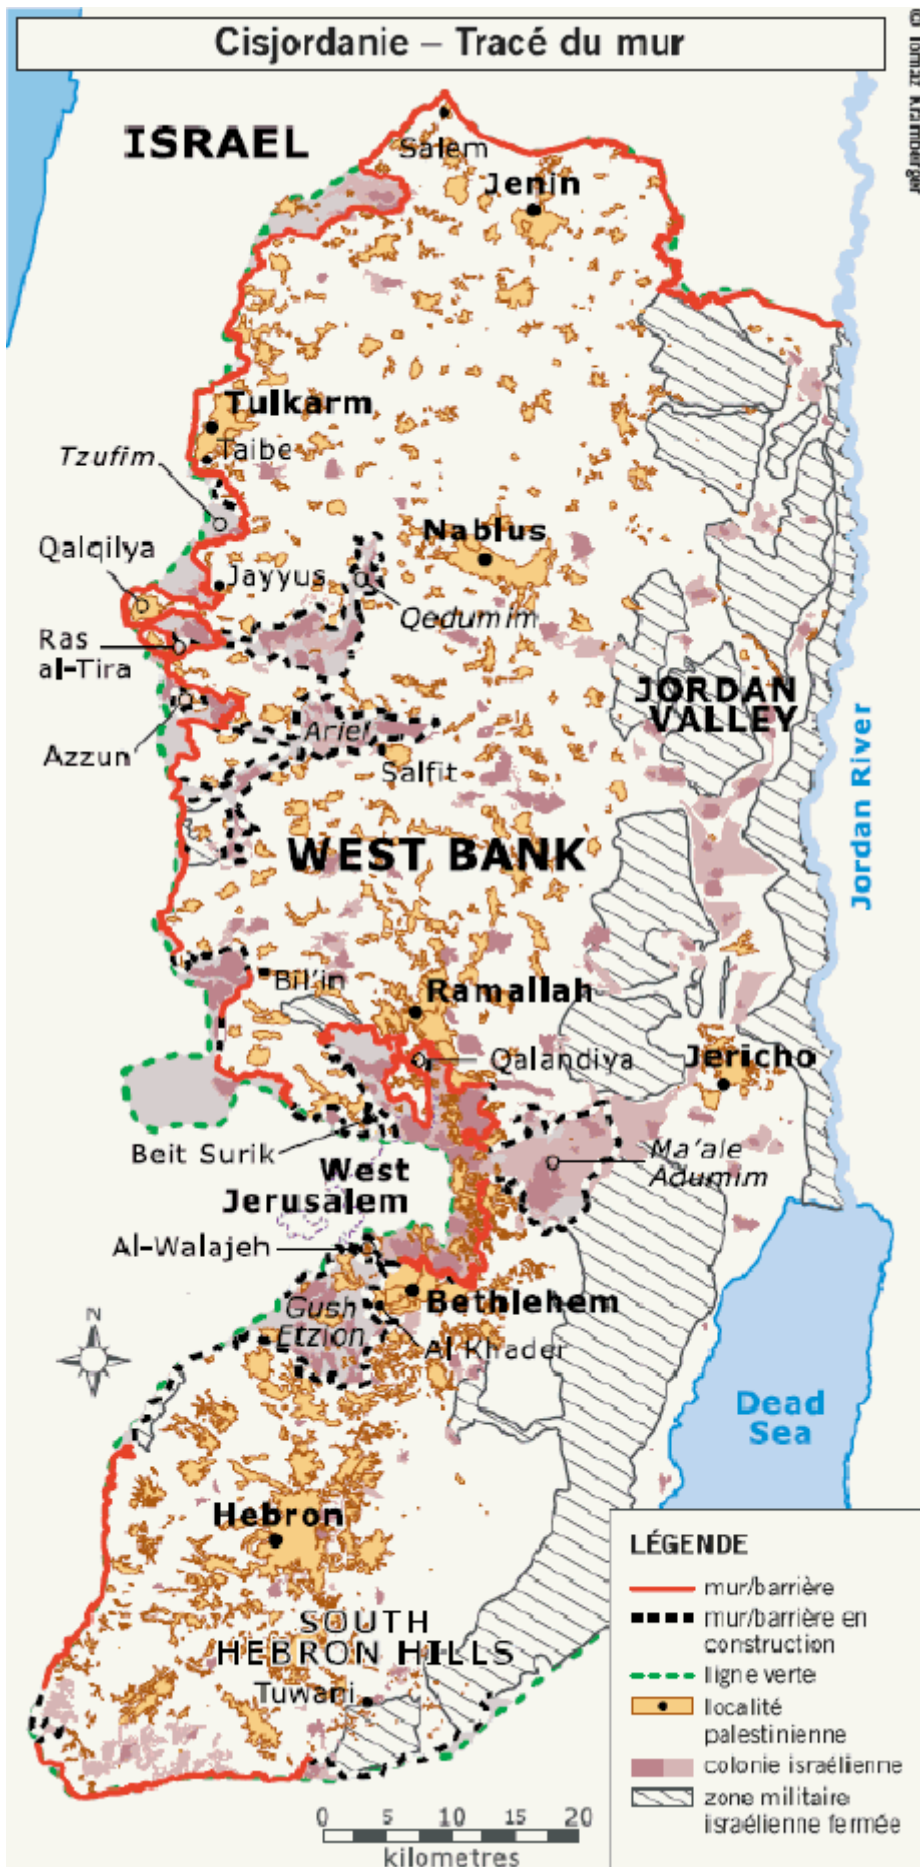 Cisjordanie – Tracé du mur
© Tomaz Kramberger
ISRAEL
Salem
Jenin
Tulkarm
Taibe
Tzufim
Nablus
Qalqilya
Jayyus
Qedumim
Ras
al-Tira
JORDAN
VALLEY
Ariel
Azzun
Salfit
Jordan River
WEST BANK
Bil'in
Ramallah
Qalandiya
Jericho
Beit Surik
West
Jerusalem
Ma'ale
Adumim
Al-Walajeh
Bethlehem
Gush
Etzion
Al Khader
N
Dead
Sea
Hebron
SOUTH
HEBRON HILLS
Tuwani
LÉGENDE
mur/barrière
mur/barrière en
construction
ligne verte
localité
palestinienne
colonie israélienne
zone militaire
israélienne fermée
0 5 10 15 20
kilometres